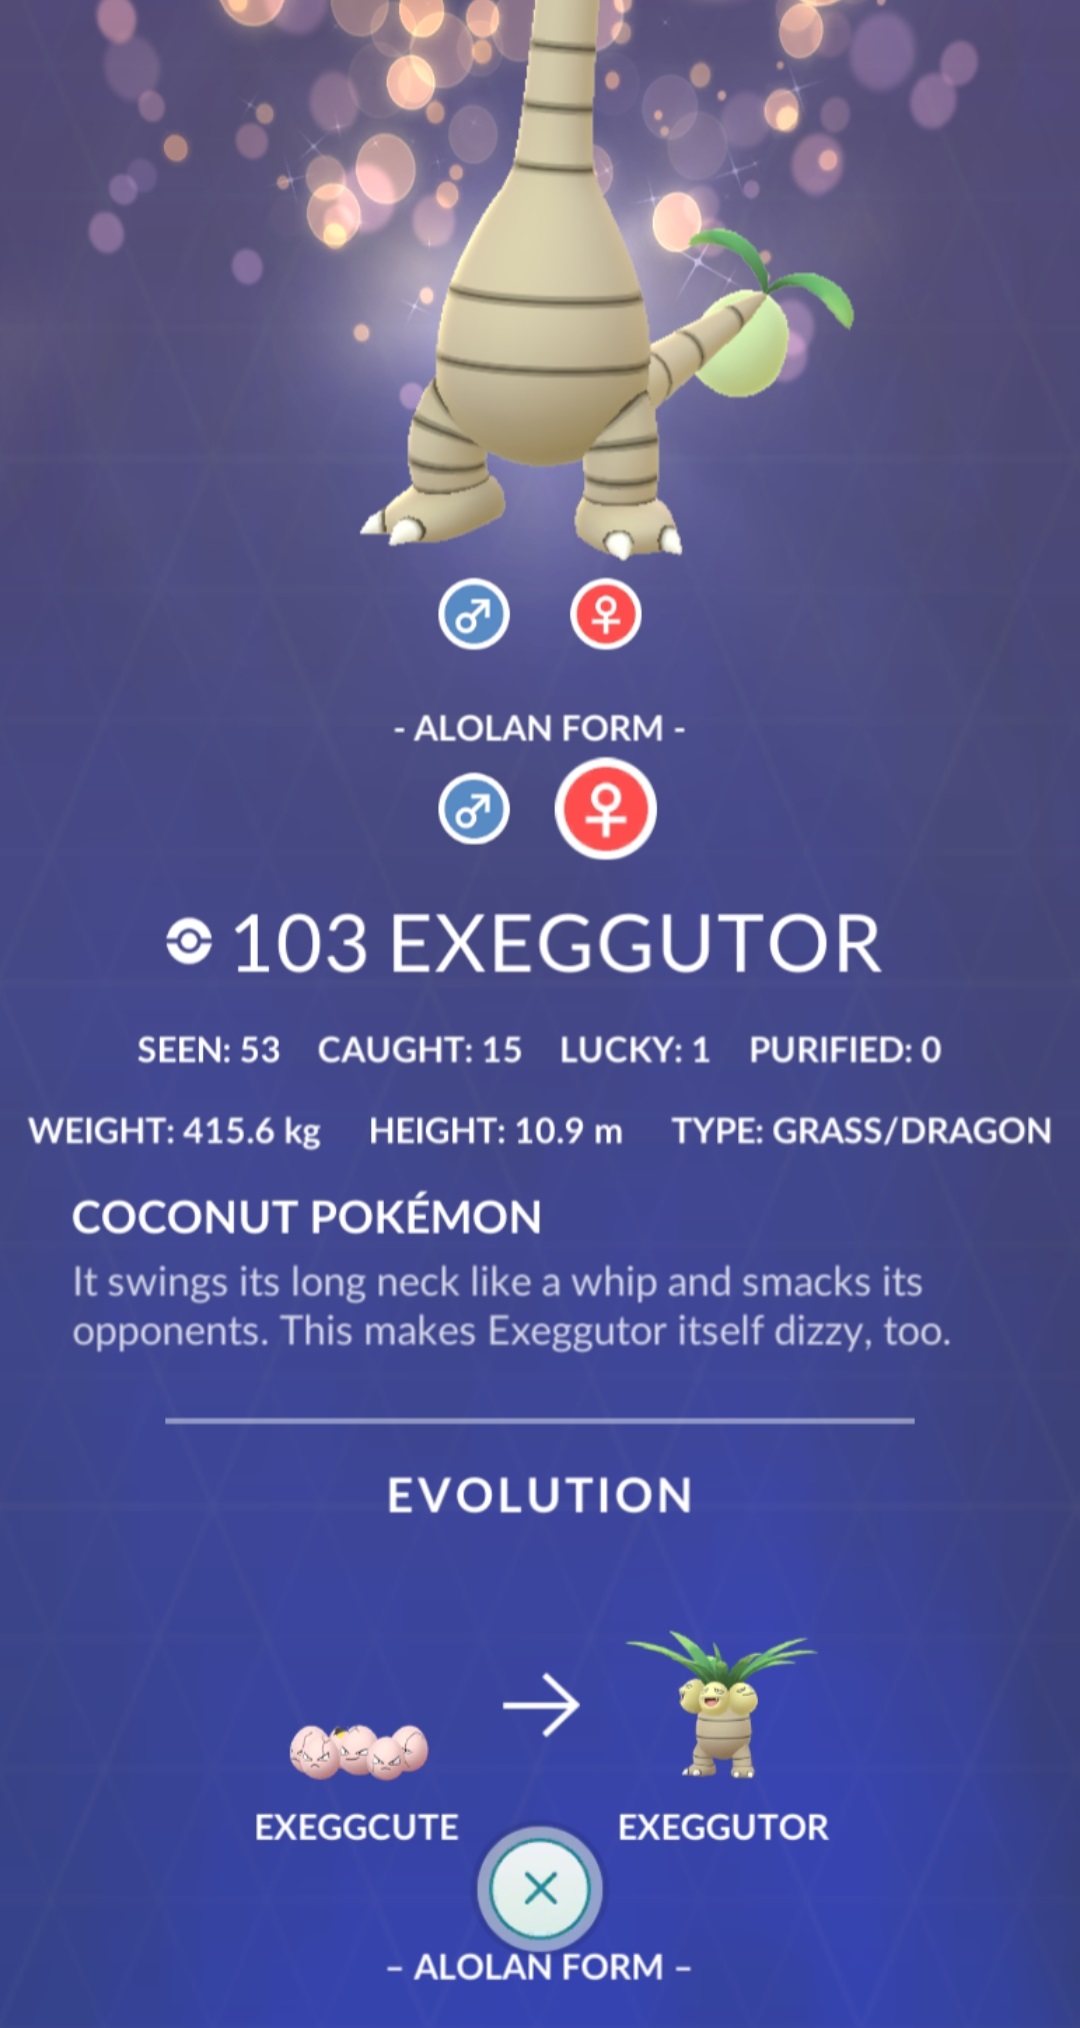 - ALOLAN FORM -
103 EXEGGUTOR
SEEN: 53 CAUGHT: 15 LUCKY: 1 PURIFIED: 0
WEIGHT: 415.6 kg HEIGHT: 10.9 m TYPE: GRASS/DRAGON
COCONUT POKÉMON
It swings its long neck like a whip and smacks its
opponents. This makes Exeggutor itself dizzy, too.
EVOLUTION
EXEGGCUTE EXEGGUTOR
– ALOLAN FORM –